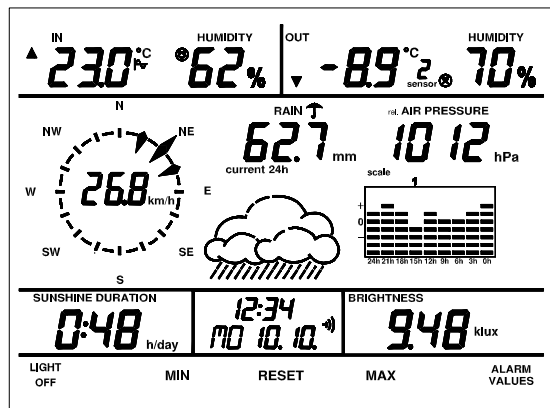 IN HUMIDITY OUT HUMIDITY
▲ 23.0 °C 62% ▼ -8.9 °C 2 sensor 70%
N
NW NE
RAIN rel. AIR PRESSURE
62.7 mm 1012 hPa
current 24h
scale
W 26.8 km/h E
+
0
–
SW SE
24h 21h 18h 15h 12h 9h 6h 3h 0h
S
SUNSHINE DURATION 12:34 BRIGHTNESS
0:48 h/day MO 10.10. 9.48 klux
LIGHT OFF MIN RESET MAX ALARM VALUES